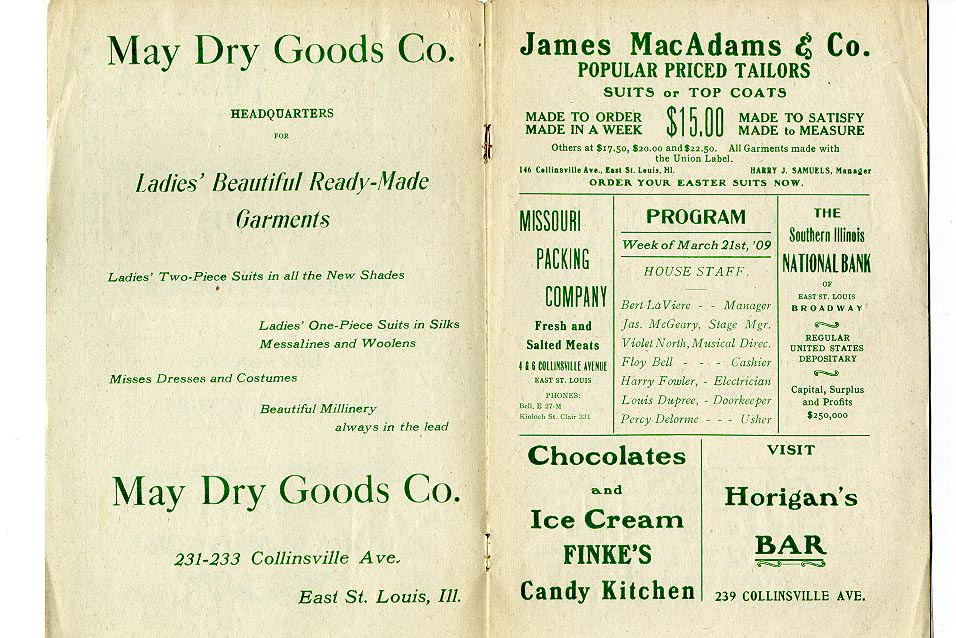 May Dry Goods Co.
HEADQUARTERS
FOR
Ladies' Beautiful Ready-Made
Garments
Ladies' Two-Piece Suits in all the New Shades
Ladies' One-Piece Suits in Silks
Messalines and Woolens
Misses Dresses and Costumes
Beautiful Millinery
always in the lead
May Dry Goods Co.
231-233 Collinsville Ave.
East St. Louis, Ill.
James MacAdams & Co.
POPULAR PRICED TAILORS
SUITS or TOP COATS
MADE TO ORDER
MADE IN A WEEK
$15.00
MADE TO SATISFY
MADE to MEASURE
Others at $17.50, $20.00 and $22.50. All Garments made with
the Union Label.
146 Collinsville Ave., East St. Louis, Ill. HARRY J. SAMUELS, Manager
ORDER YOUR EASTER SUITS NOW.
MISSOURI
PACKING
COMPANY
Fresh and
Salted Meats
4 & 6 COLLINSVILLE AVENUE
EAST ST. LOUIS
PHONES:
Bell, E 27-M
Kinloch St. Clair 331
PROGRAM
Week of March 21st, '09
HOUSE STAFF.
Bert LaViere - - Manager
Jas. McGeary, Stage Mgr.
Violet North, Musical Direc.
Floy Bell - - - Cashier
Harry Fowler, - Electrician
Louis Dupree, - Doorkeeper
Percy Delorme - - - Usher
THE
Southern Illinois
NATIONAL BANK
OF
EAST ST. LOUIS
BROADWAY
REGULAR
UNITED STATES
DEPOSITARY
Capital, Surplus
and Profits
$250,000
Chocolates
and
Ice Cream
FINKE'S
Candy Kitchen
VISIT
Horigan's
BAR
239 COLLINSVILLE AVE.